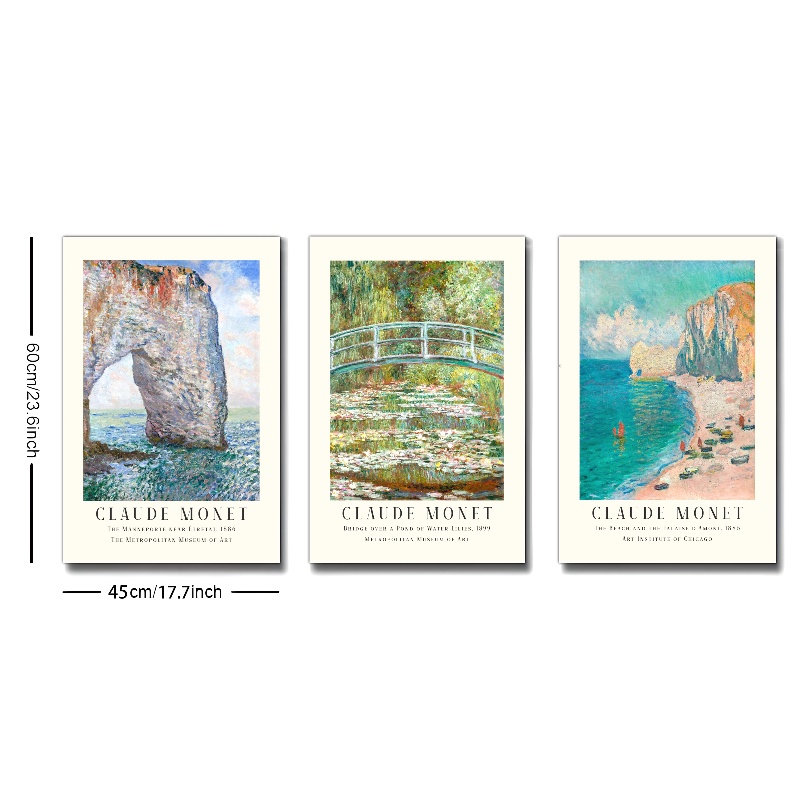 60cm/23.6inch
CLAUDE MONET
The Manneporte near Étretat, 1886
The Metropolitan Museum of Art
CLAUDE MONET
Bridge over a Pond of Water Lilies, 1899
Metropolitan Museum of Art
CLAUDE MONET
The Beach and the Falaise d'Amont, 1885
Art Institute of Chicago
45cm/17.7inch